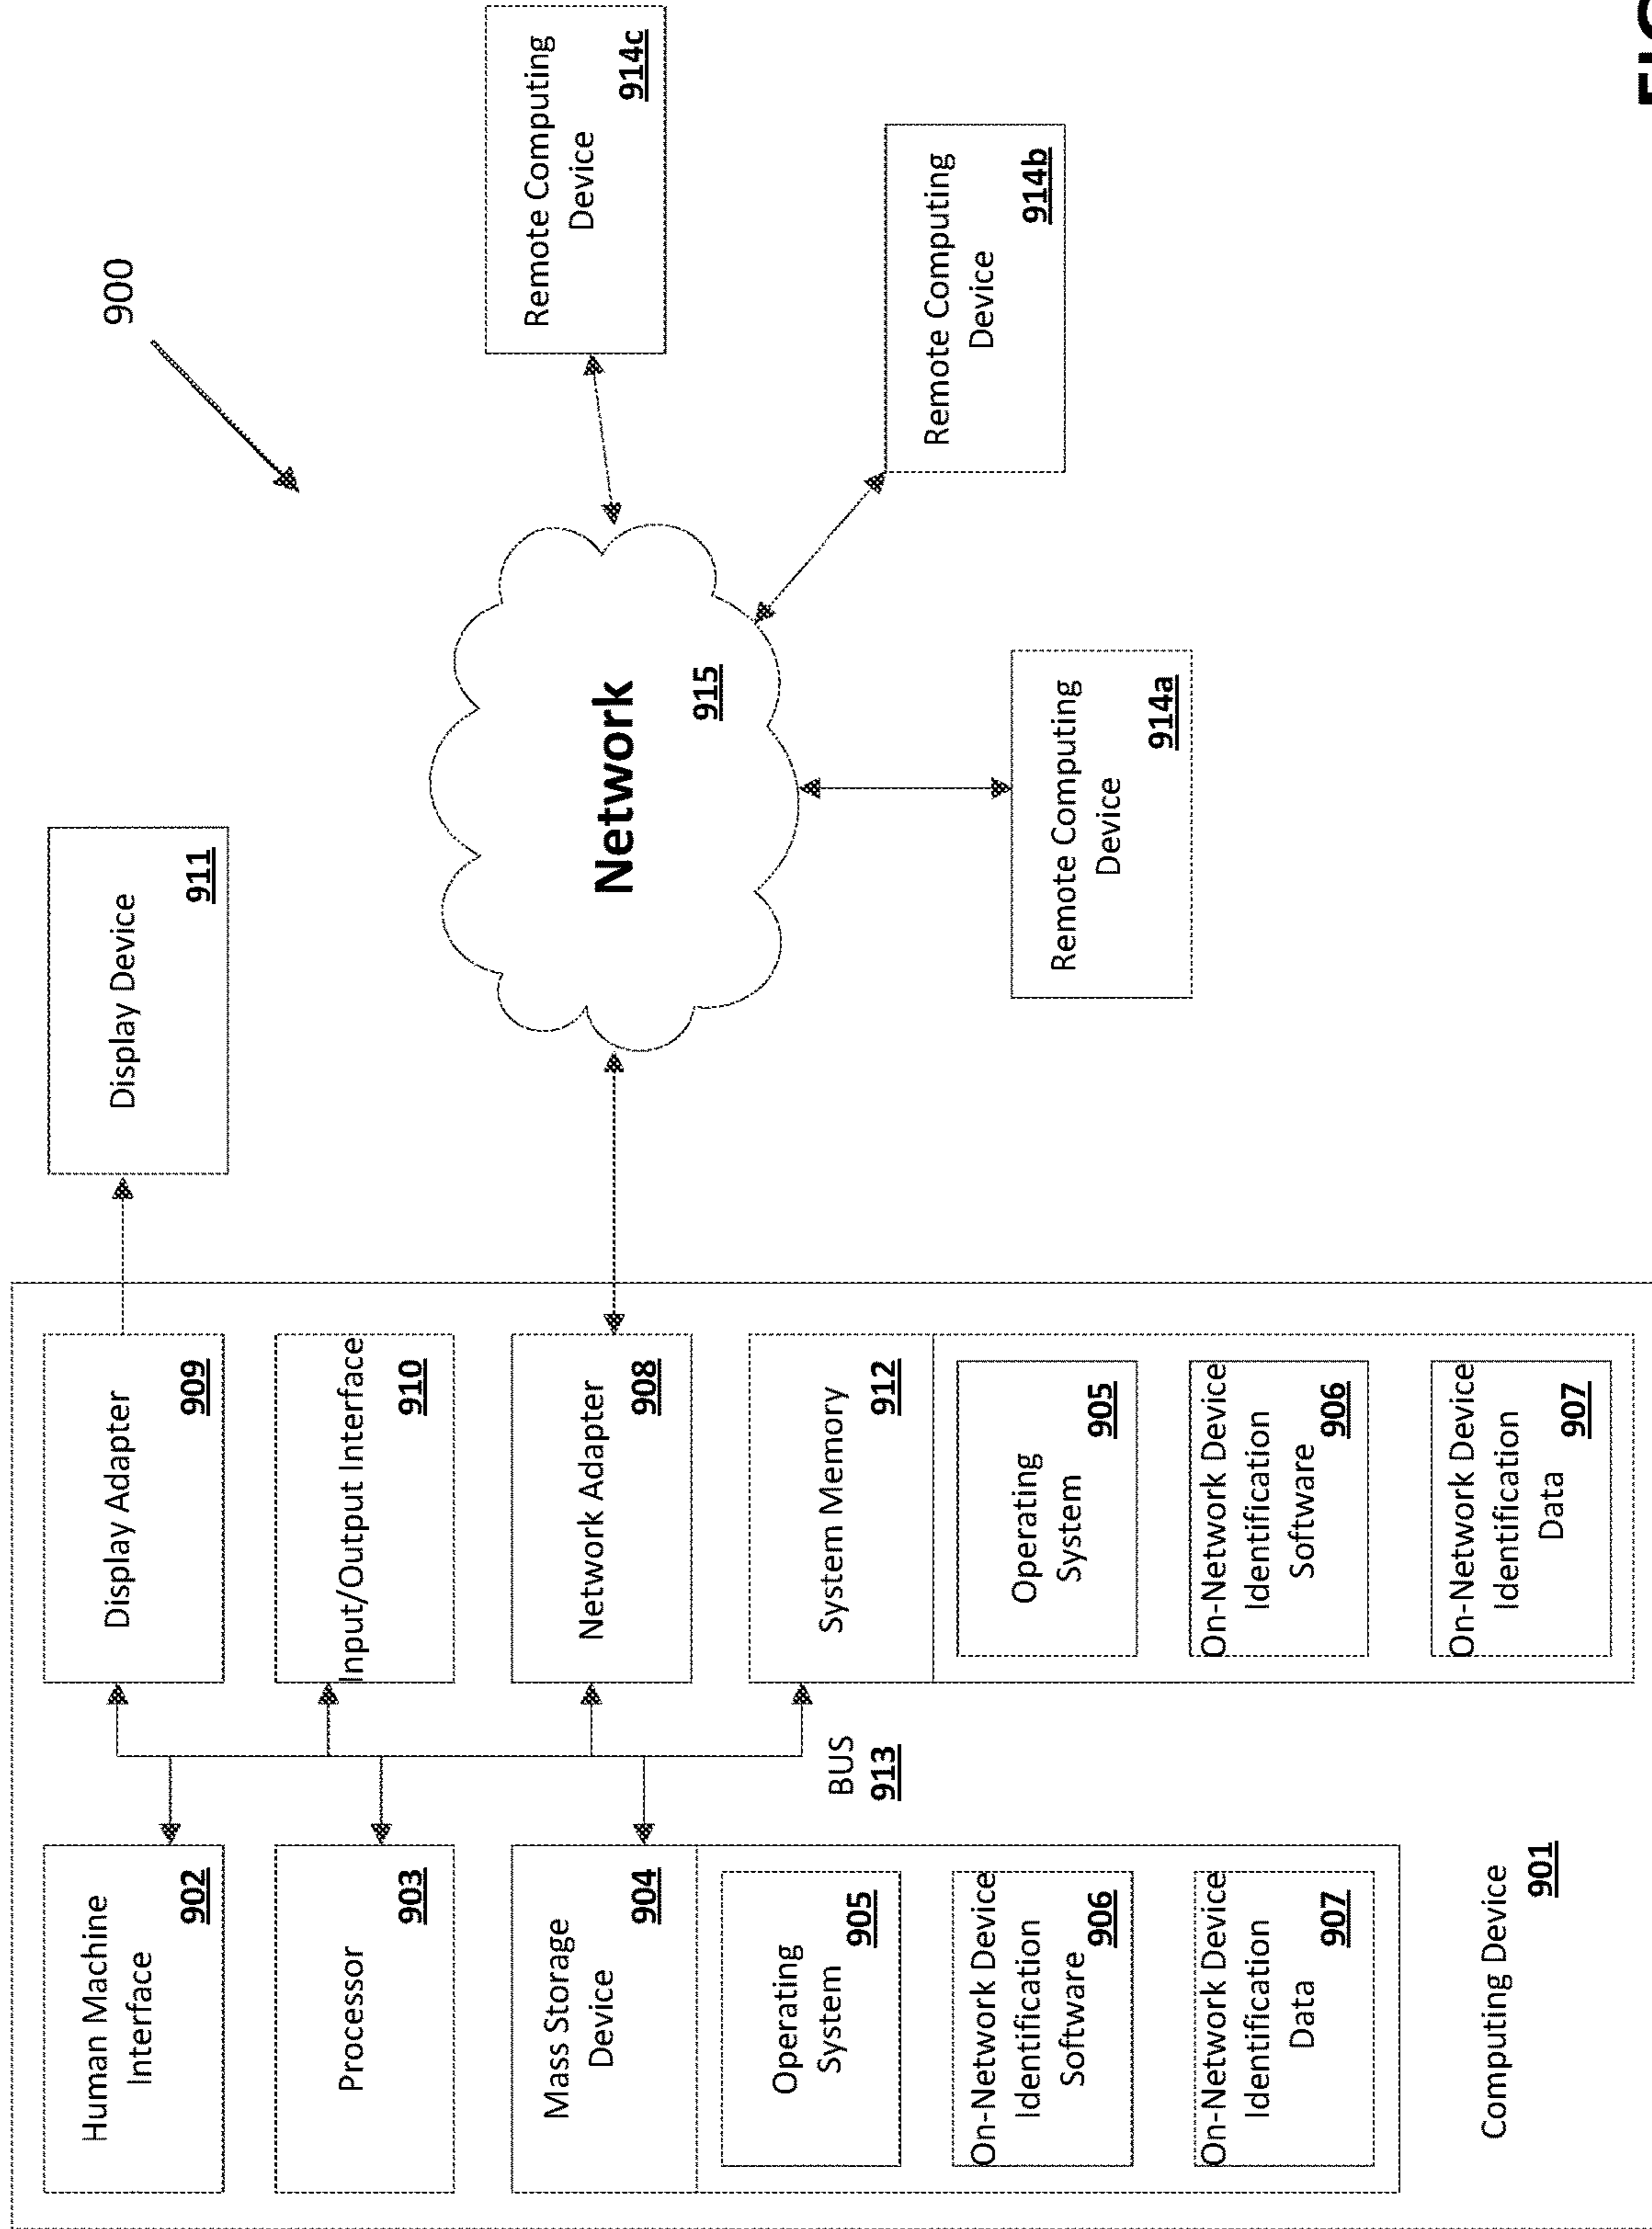 900
Human Machine
Interface
902
Processor
903
Mass Storage
Device
904
Operating
System
905
On-Network Device
Identification
Software
906
On-Network Device
Identification
Data
907
Computing Device
901
BUS
913
Display Adapter
909
Input/Output Interface
910
Network Adapter
908
System Memory
912
Operating
System
905
On-Network Device
Identification
Software
906
On-Network Device
Identification
Data
907
Display Device
911
Network
915
Remote Computing
Device
914a
Remote Computing
Device
914b
Remote Computing
Device
914c